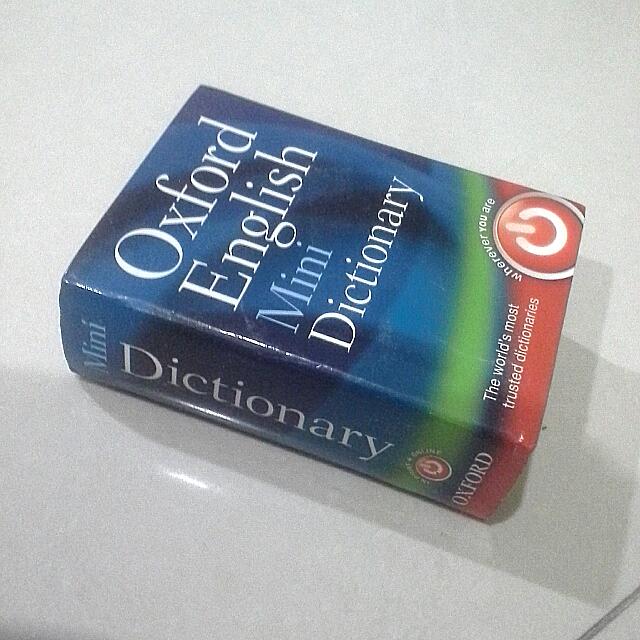 Oxford
English
Mini
Dictionary
wherever you are
The world's most
trusted dictionaries
Mini
Dictionary
OXFORD